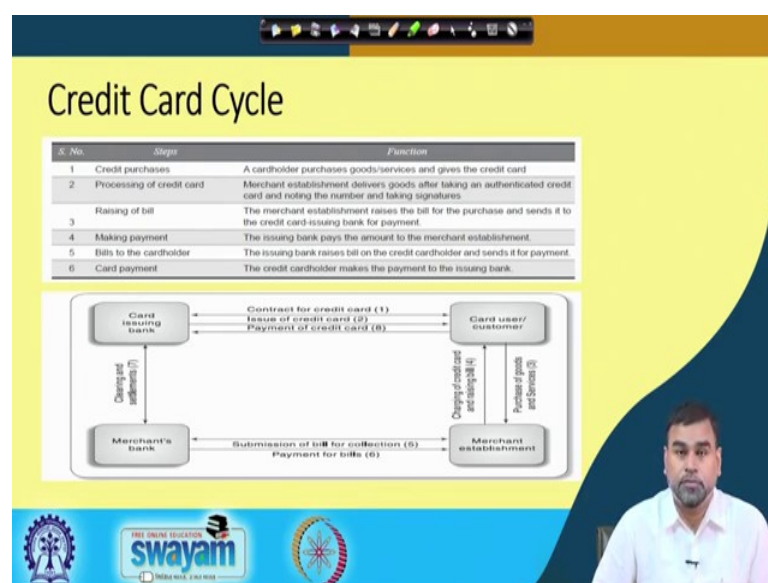 Credit Card Cycle
S. No. Steps Function
1 Credit purchases A cardholder purchases goods/services and gives the credit card
2 Processing of credit card Merchant establishment delivers goods after taking an authenticated credit
card and noting the number and taking signatures
Raising of bill The merchant establishment raises the bill for the purchase and sends it to
3 the credit card-issuing bank for payment.
4 Making payment The issuing bank pays the amount to the merchant establishment.
5 Bills to the cardholder The issuing bank raises bill on the credit cardholder and sends it for payment.
6 Card payment The credit cardholder makes the payment to the issuing bank.
Card
issuing
bank
Contract for credit card (1)
Issue of credit card (2)
Payment of credit card (8)
Card user/
customer
Clearing and
settlements (7)
Charging of credit card
and raising bill (4)
Purchase of goods
and Services (3)
Merchant's
bank
Submission of bill for collection (5)
Payment for bills (6)
Merchant
establishment
FREE ONLINE EDUCATION
swayam